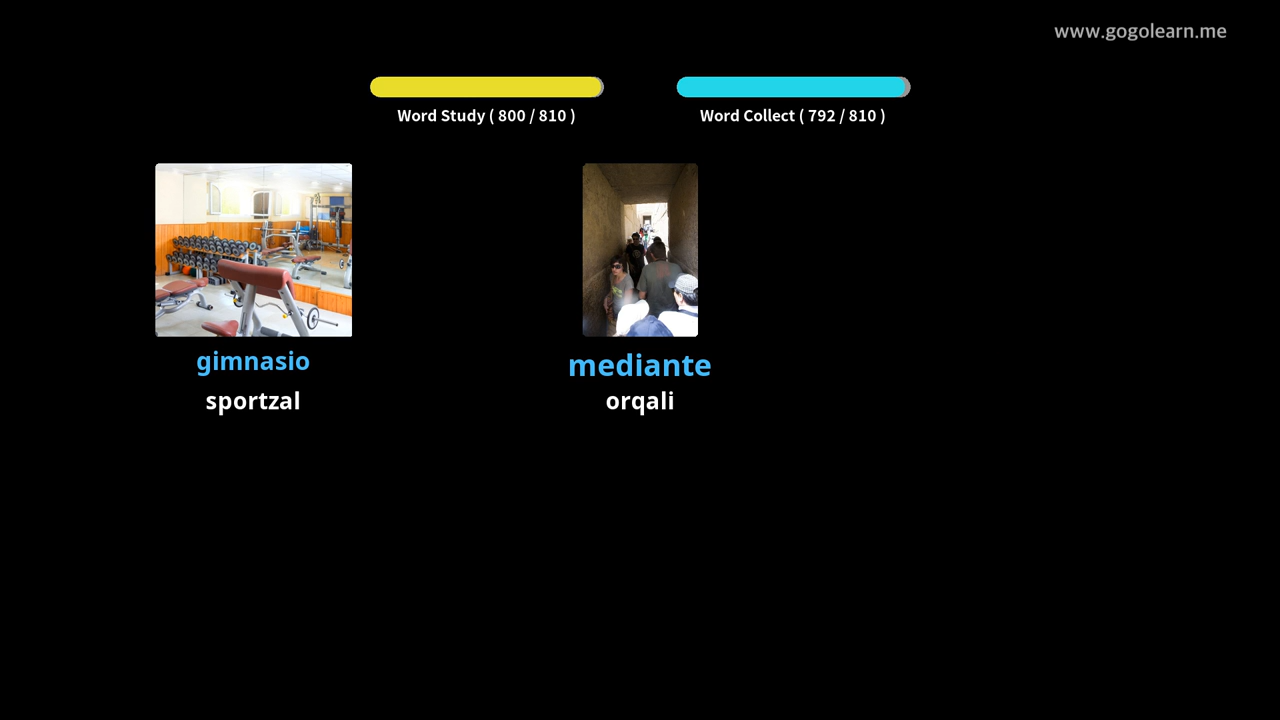 www.gogolearn.me
Word Study ( 800 / 810 )
Word Collect ( 792 / 810 )
gimnasio
mediante
sportzal
orqali